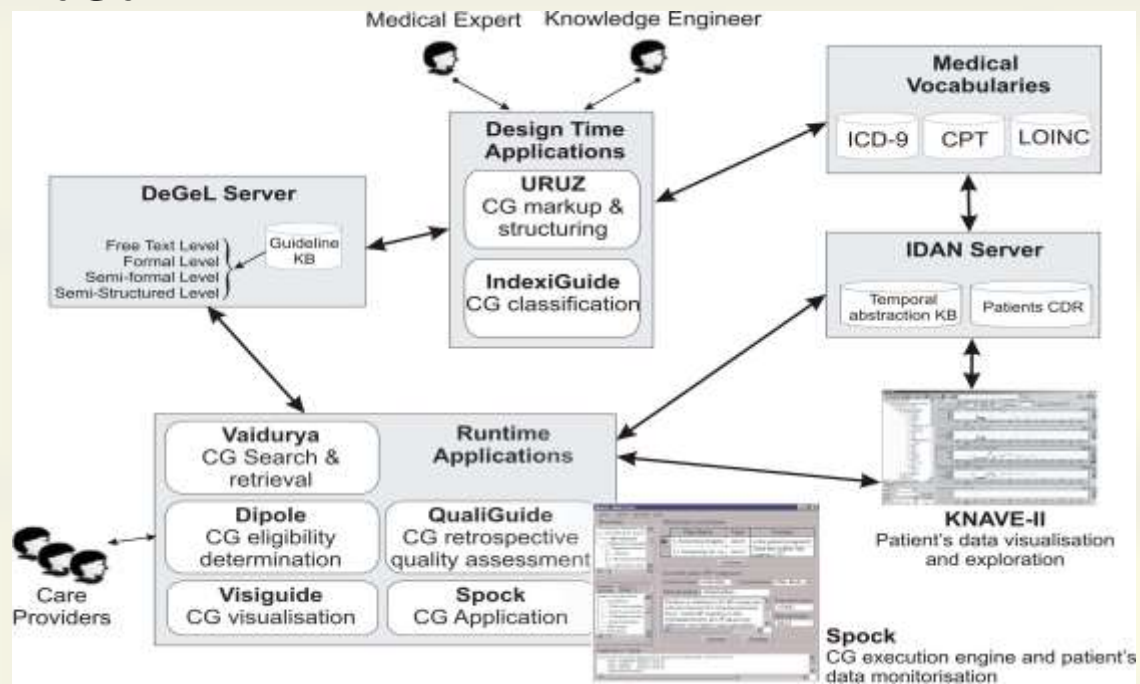 Medical Expert
Knowledge Engineer
Medical
Vocabularies
ICD-9
CPT
LOINC
Design Time
Applications
URUZ
CG markup &
structuring
IndexiGuide
CG classification
DeGeL Server
Free Text Level
Formal Level
Semi-formal Level
Semi-Structured Level
Guideline
KB
IDAN Server
Temporal
abstraction KB
Patients CDR
Runtime
Applications
Vaidurya
CG Search &
retrieval
Dipole
CG eligibility
determination
QualiGuide
CG retrospective
quality assessment
Visiguide
CG visualisation
Spock
CG Application
Care
Providers
KNAVE-II
Patient's data visualisation
and exploration
Spock
CG execution engine and patient's
data monitorisation